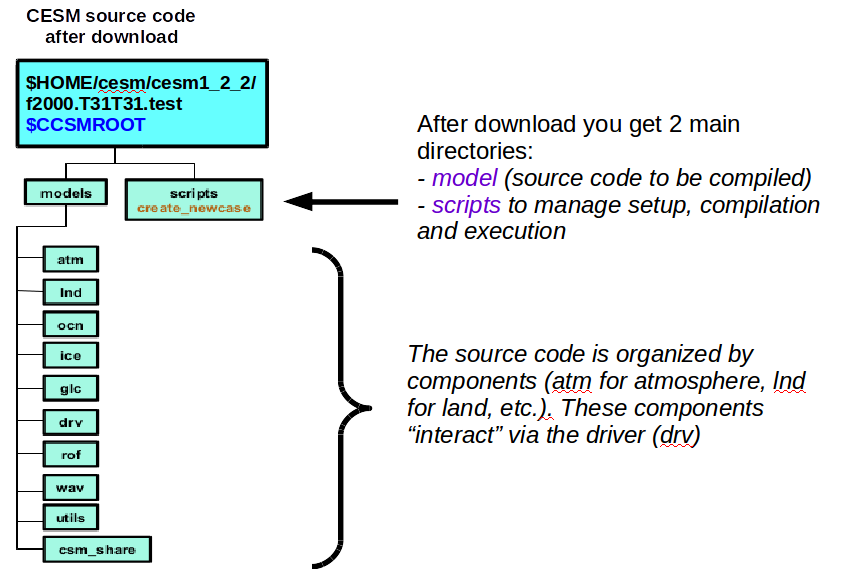 CESM source code
after download
$HOME/cesm/cesm1_2_2/
f2000.T31T31.test
$CCSMROOT
models
scripts
create_newcase
After download you get 2 main
directories:
- model (source code to be compiled)
- scripts to manage setup, compilation
and execution
atm
lnd
ocn
ice
glc
drv
rof
wav
utils
csm_share
The source code is organized by
components (atm for atmosphere, lnd
for land, etc.). These components
“interact” via the driver (drv)